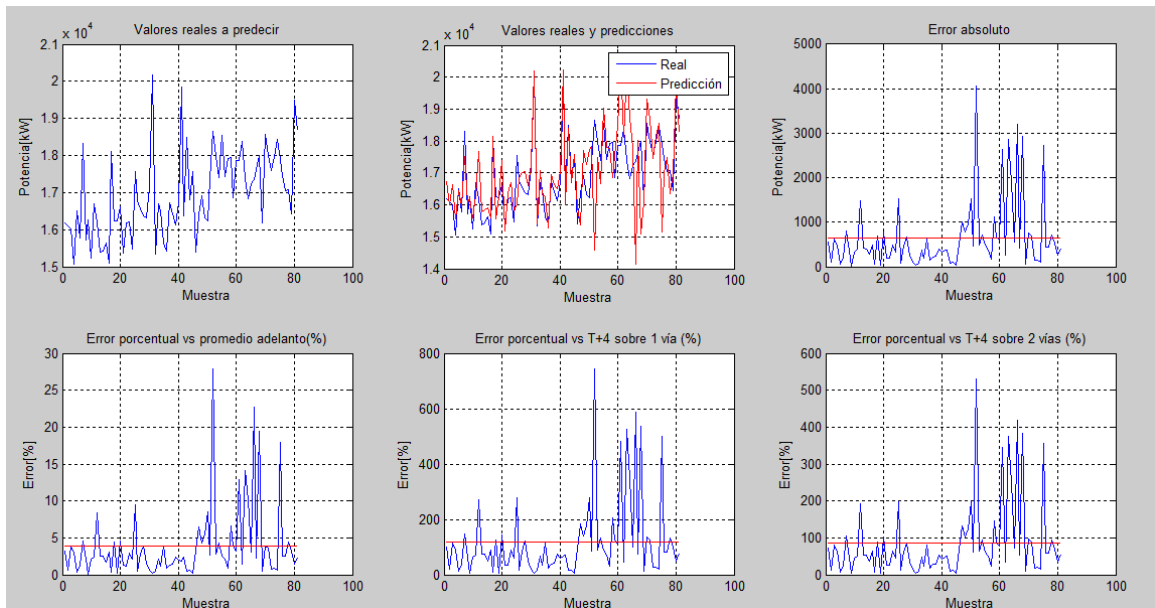 Valores reales a predecir
x 10^4
2.1
2
1.9
1.8
1.7
1.6
1.5
0 20 40 60 80 100
Potencia[kW]
Muestra
Valores reales y predicciones
x 10^4
2.1
2
1.9
1.8
1.7
1.6
1.5
1.4
0 20 40 60 80 100
Potencia[kW]
Muestra
Real
Predicción
Error absoluto
5000
4000
3000
2000
1000
0
0 20 40 60 80 100
Potencia[kW]
Muestra
Error porcentual vs promedio adelanto(%)
30
25
20
15
10
5
0
0 20 40 60 80 100
Error[%]
Muestra
Error porcentual vs T+4 sobre 1 vía (%)
800
600
400
200
0
0 20 40 60 80 100
Error[%]
Muestra
Error porcentual vs T+4 sobre 2 vías (%)
600
500
400
300
200
100
0
0 20 40 60 80 100
Error[%]
Muestra